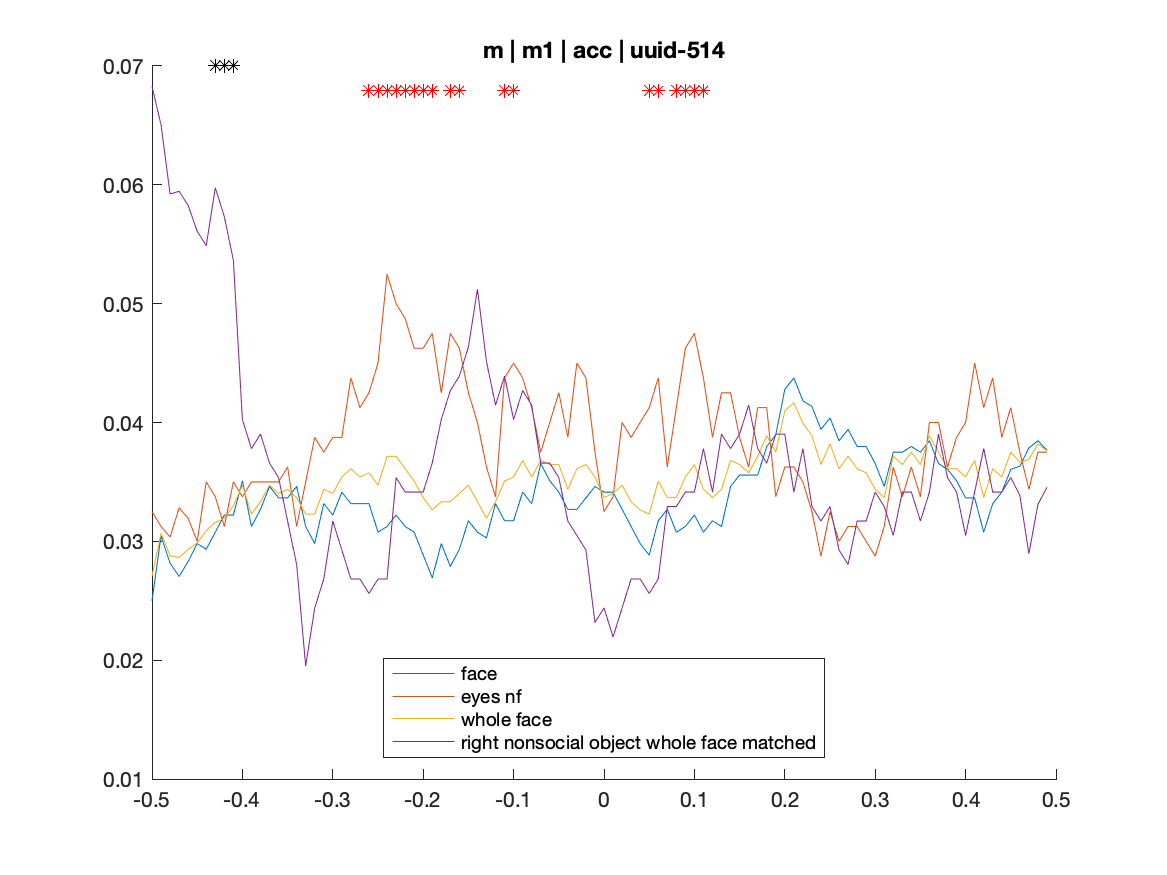 m | m1 | acc | uuid-514
0.07
0.06
0.05
0.04
0.03
0.02
0.01
face
eyes nf
whole face
right nonsocial object whole face matched
-0.5 -0.4 -0.3 -0.2 -0.1 0 0.1 0.2 0.3 0.4 0.5